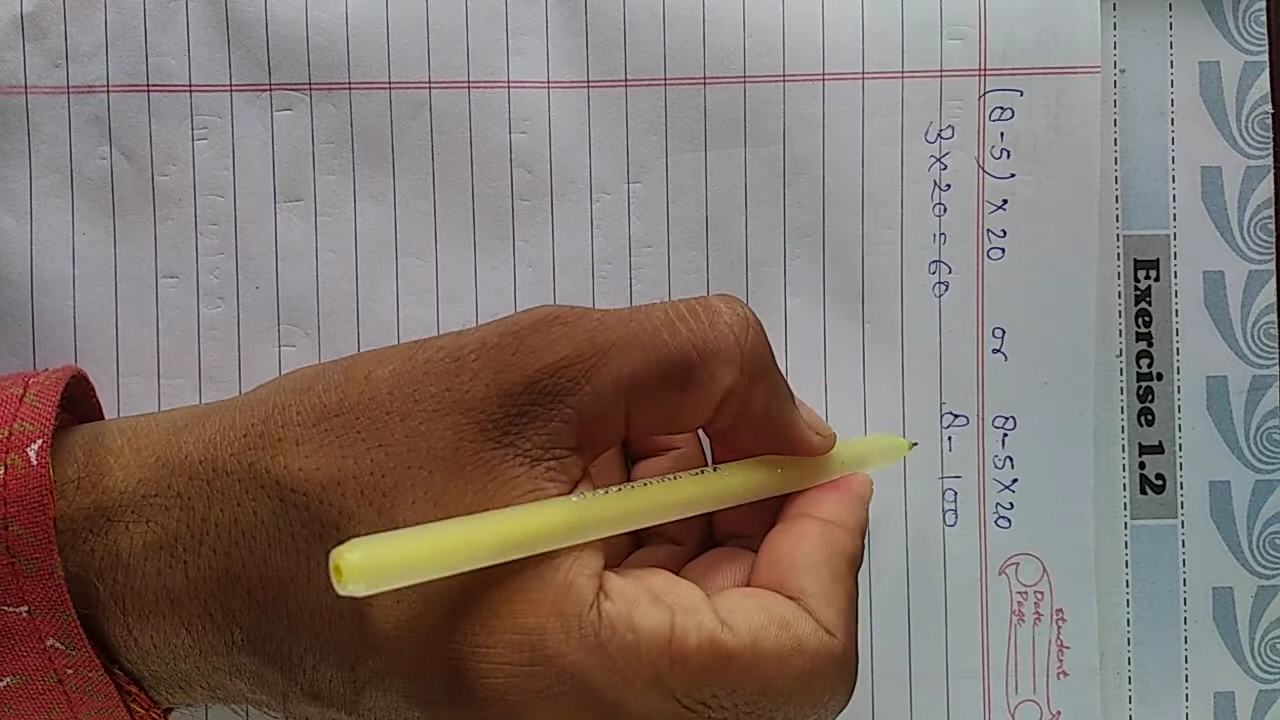 Exercise 1.2
student
Date
Page
(8-5) × 20 or 8-5×20
3×20=60 8-100